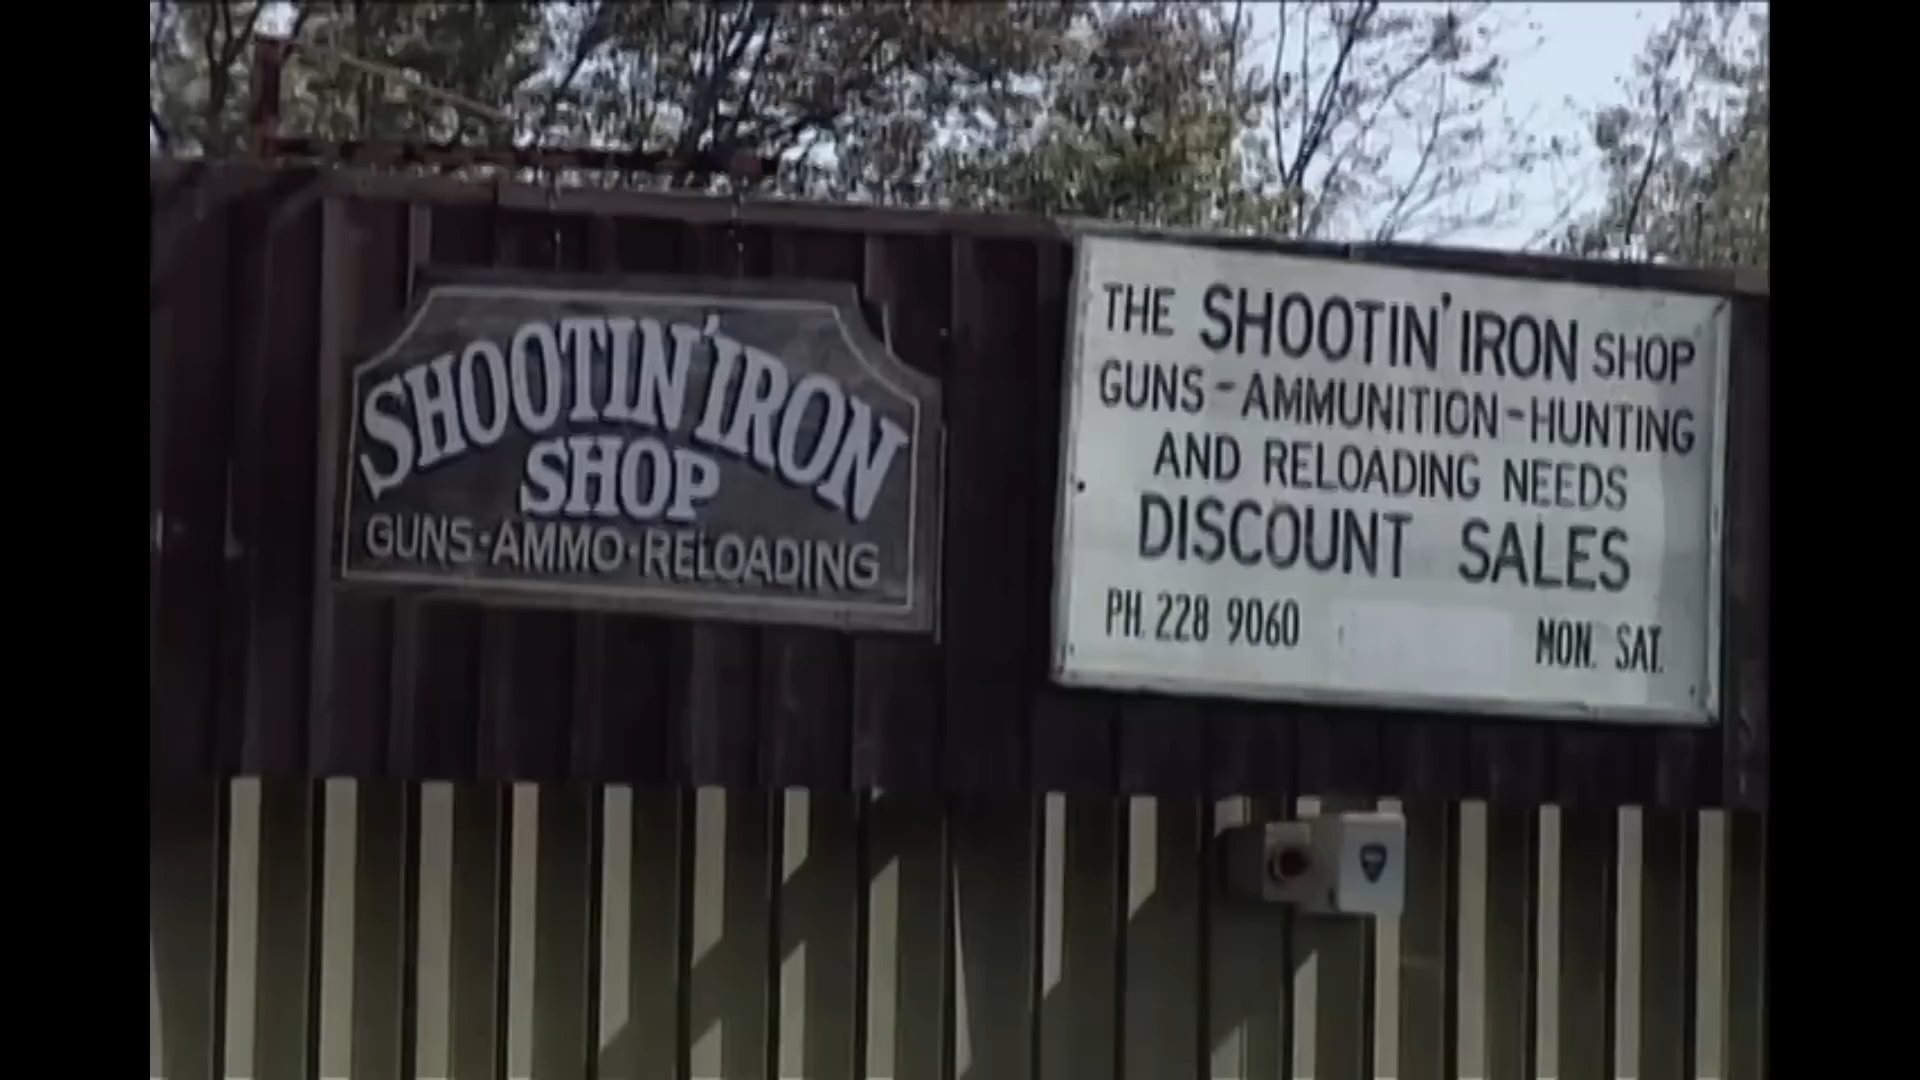 SHOOTIN' IRON
SHOP
GUNS·AMMO·RELOADING
THE SHOOTIN' IRON SHOP
GUNS-AMMUNITION-HUNTING
AND RELOADING NEEDS
DISCOUNT SALES
PH. 228 9060 MON. SAT.